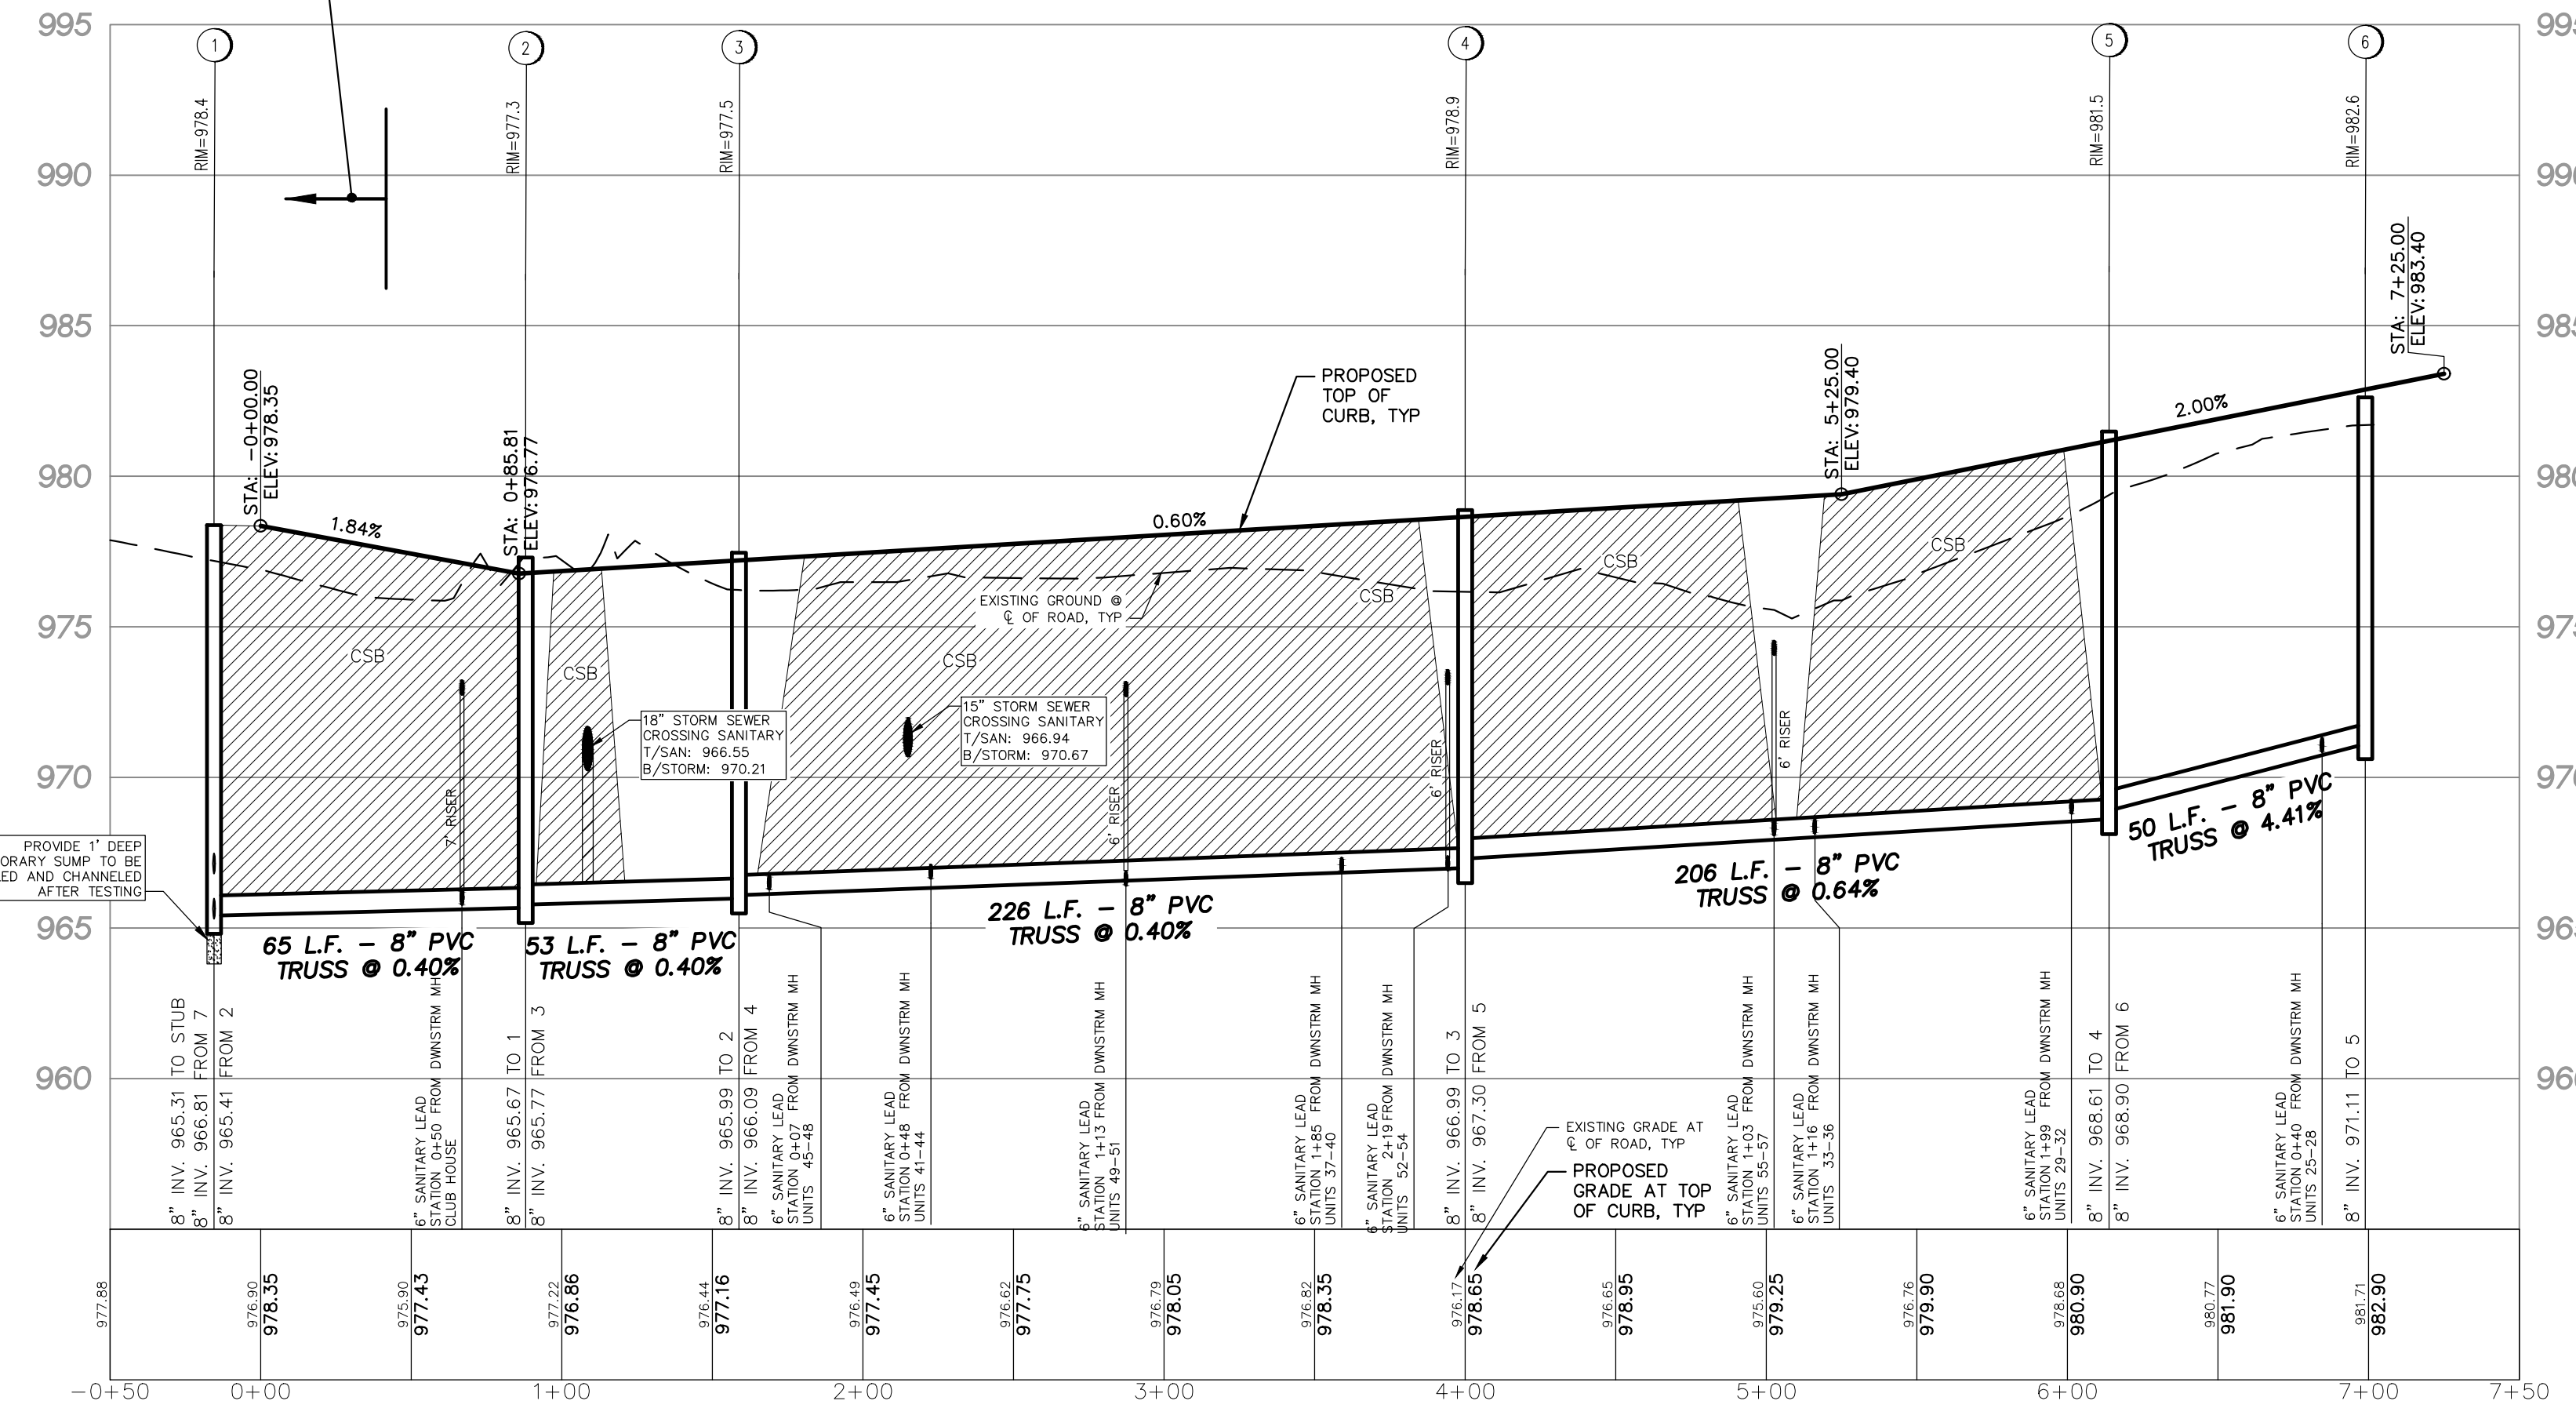 995
995
1
2
3
4
5
6
RIM=978.4
RIM=977.3
RIM=977.5
RIM=978.9
RIM=981.5
RIM=982.6
990
990
985
985
STA: -0+00.00
ELEV: 978.35
1.84%
STA: 0+85.81
ELEV: 976.77
0.60%
PROPOSED
TOP OF
CURB, TYP
STA: 5+25.00
ELEV: 979.40
2.00%
STA: 7+25.00
ELEV: 983.40
980
980
EXISTING GROUND @
℄ OF ROAD, TYP
CSB
CSB
CSB
CSB
CSB
CSB
975
975
18" STORM SEWER
CROSSING SANITARY
T/SAN: 966.55
B/STORM: 970.21
15" STORM SEWER
CROSSING SANITARY
T/SAN: 966.94
B/STORM: 970.67
7' RISER
6' RISER
6' RISER
6' RISER
970
970
PROVIDE 1' DEEP
ORARY SUMP TO BE
ED AND CHANNELED
AFTER TESTING
965
965
65 L.F. - 8" PVC
TRUSS @ 0.40%
53 L.F. - 8" PVC
TRUSS @ 0.40%
226 L.F. - 8" PVC
TRUSS @ 0.40%
206 L.F. - 8" PVC
TRUSS @ 0.64%
50 L.F. - 8" PVC
TRUSS @ 4.41%
960
960
8" INV. 965.31 TO STUB
8" INV. 966.81 FROM 7
8" INV. 965.41 FROM 2
6" SANITARY LEAD
STATION 0+50 FROM DWNSTRM MH
CLUB HOUSE
8" INV. 965.67 TO 1
8" INV. 965.77 FROM 3
8" INV. 965.99 TO 2
8" INV. 966.09 FROM 4
6" SANITARY LEAD
STATION 0+07 FROM DWNSTRM MH
UNITS 45-48
6" SANITARY LEAD
STATION 0+48 FROM DWNSTRM MH
UNITS 41-44
6" SANITARY LEAD
STATION 1+13 FROM DWNSTRM MH
UNITS 49-51
6" SANITARY LEAD
STATION 1+85 FROM DWNSTRM MH
UNITS 37-40
6" SANITARY LEAD
STATION 2+19 FROM DWNSTRM MH
UNITS 52-54
8" INV. 966.99 TO 3
8" INV. 967.30 FROM 5
EXISTING GRADE AT
℄ OF ROAD, TYP
PROPOSED
GRADE AT TOP
OF CURB, TYP
6" SANITARY LEAD
STATION 1+03 FROM DWNSTRM MH
UNITS 55-57
6" SANITARY LEAD
STATION 1+16 FROM DWNSTRM MH
UNITS 33-36
6" SANITARY LEAD
STATION 1+99 FROM DWNSTRM MH
UNITS 29-32
8" INV. 968.61 TO 4
8" INV. 968.90 FROM 6
6" SANITARY LEAD
STATION 0+40 FROM DWNSTRM MH
UNITS 25-28
8" INV. 971.11 TO 5
977.88
976.90
978.35
975.90
977.43
977.22
976.86
976.44
977.16
976.49
977.45
976.62
977.75
976.79
978.05
976.82
978.35
976.17
978.65
976.65
978.95
975.60
979.25
976.76
979.90
978.68
980.90
980.77
981.90
981.71
982.90
-0+50
0+00
1+00
2+00
3+00
4+00
5+00
6+00
7+00
7+50